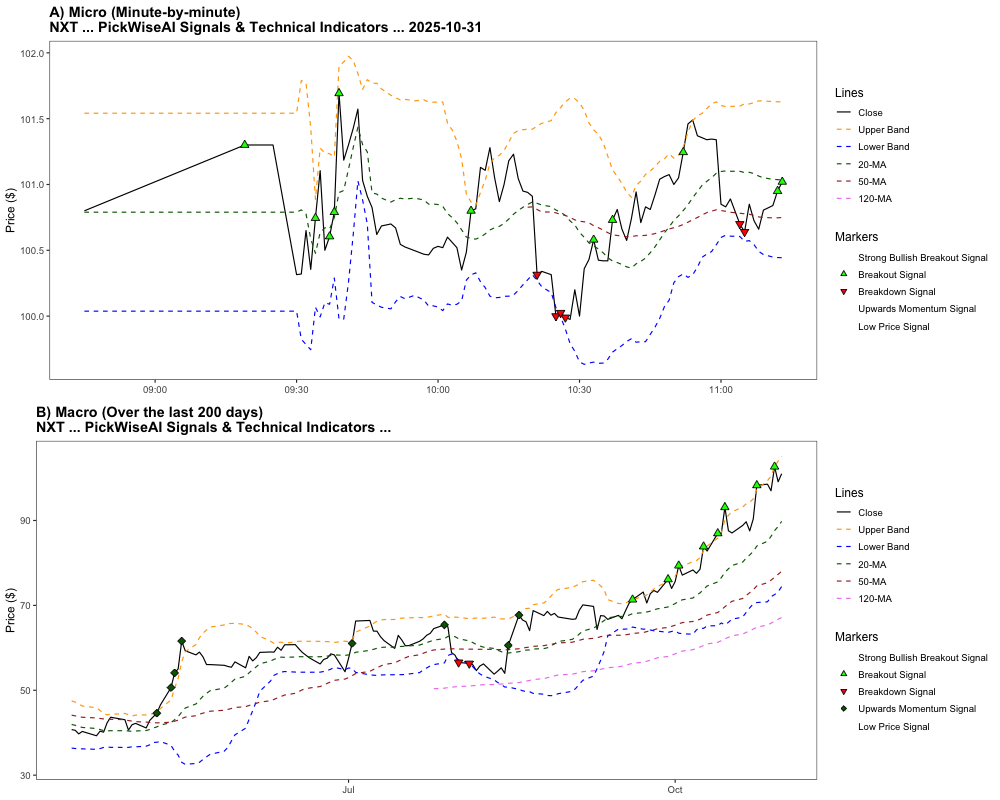 A) Micro (Minute-by-minute)
NXT ... PickWiseAI Signals & Technical Indicators ... 2025-10-31
102.0
101.5
101.0
100.5
100.0
Price ($)
09:00
09:30
10:00
10:30
11:00
Lines
Close
Upper Band
Lower Band
20-MA
50-MA
120-MA
Markers
Strong Bullish Breakout Signal
Breakout Signal
Breakdown Signal
Upwards Momentum Signal
Low Price Signal
B) Macro (Over the last 200 days)
NXT ... PickWiseAI Signals & Technical Indicators ...
90
70
50
30
Price ($)
Jul
Oct
Lines
Close
Upper Band
Lower Band
20-MA
50-MA
120-MA
Markers
Strong Bullish Breakout Signal
Breakout Signal
Breakdown Signal
Upwards Momentum Signal
Low Price Signal